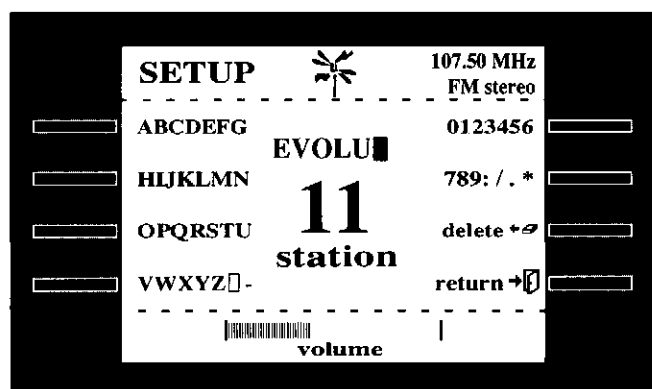 SETUP
107.50 MHz
FM stereo
ABCDEFG
0123456
EVOLU
HIJKLMN
789: / . *
11
OPQRSTU
delete
station
VWXYZ▯-
return
volume